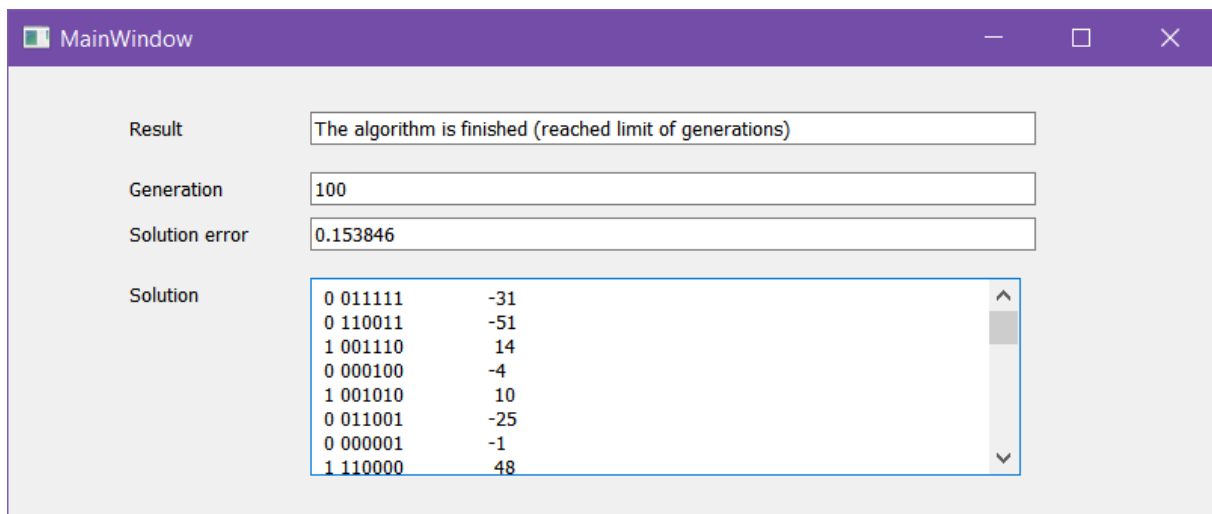 MainWindow
Result The algorithm is finished (reached limit of generations)
Generation 100
Solution error 0.153846
Solution 0 011111 -31
0 110011 -51
1 001110 14
0 000100 -4
1 001010 10
0 011001 -25
0 000001 -1
1 110000 48